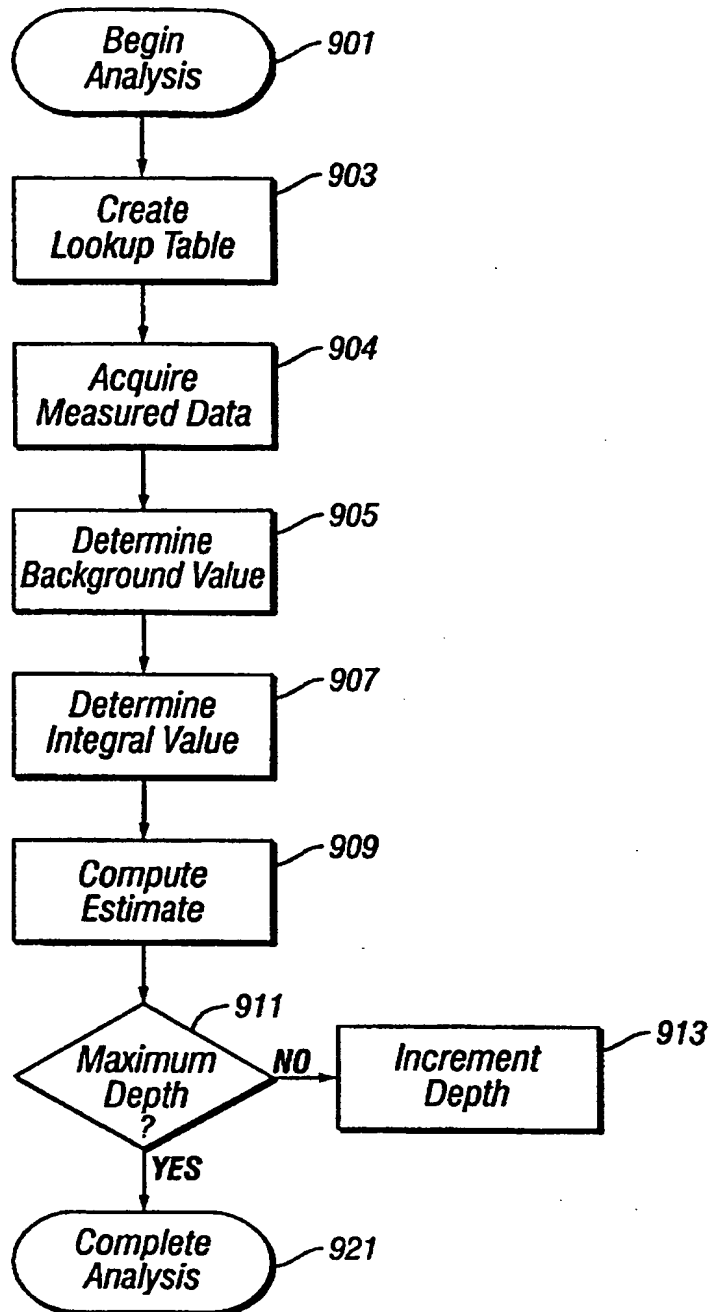 Begin
Analysis
901
Create
Lookup Table
903
Acquire
Measured Data
904
Determine
Background Value
905
Determine
Integral Value
907
Compute
Estimate
909
Maximum
Depth
?
911
NO
Increment
Depth
913
YES
Complete
Analysis
921